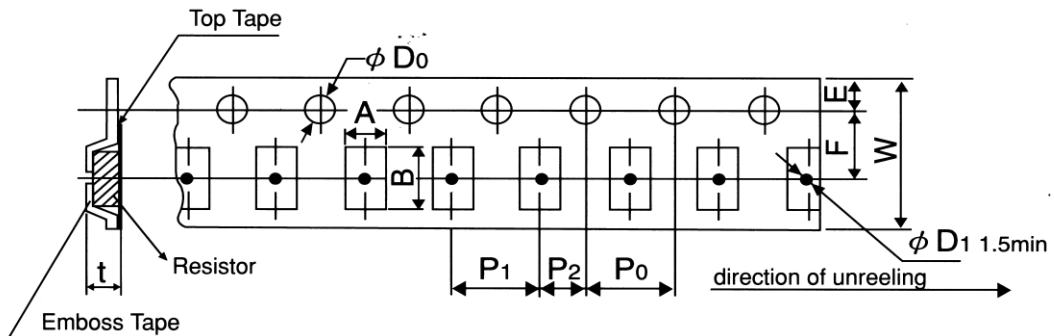 Top Tape
φ D0
A
E
F
W
B
φ D1 1.5min
t
Resistor
P1
P2
P0
direction of unreeling
Emboss Tape